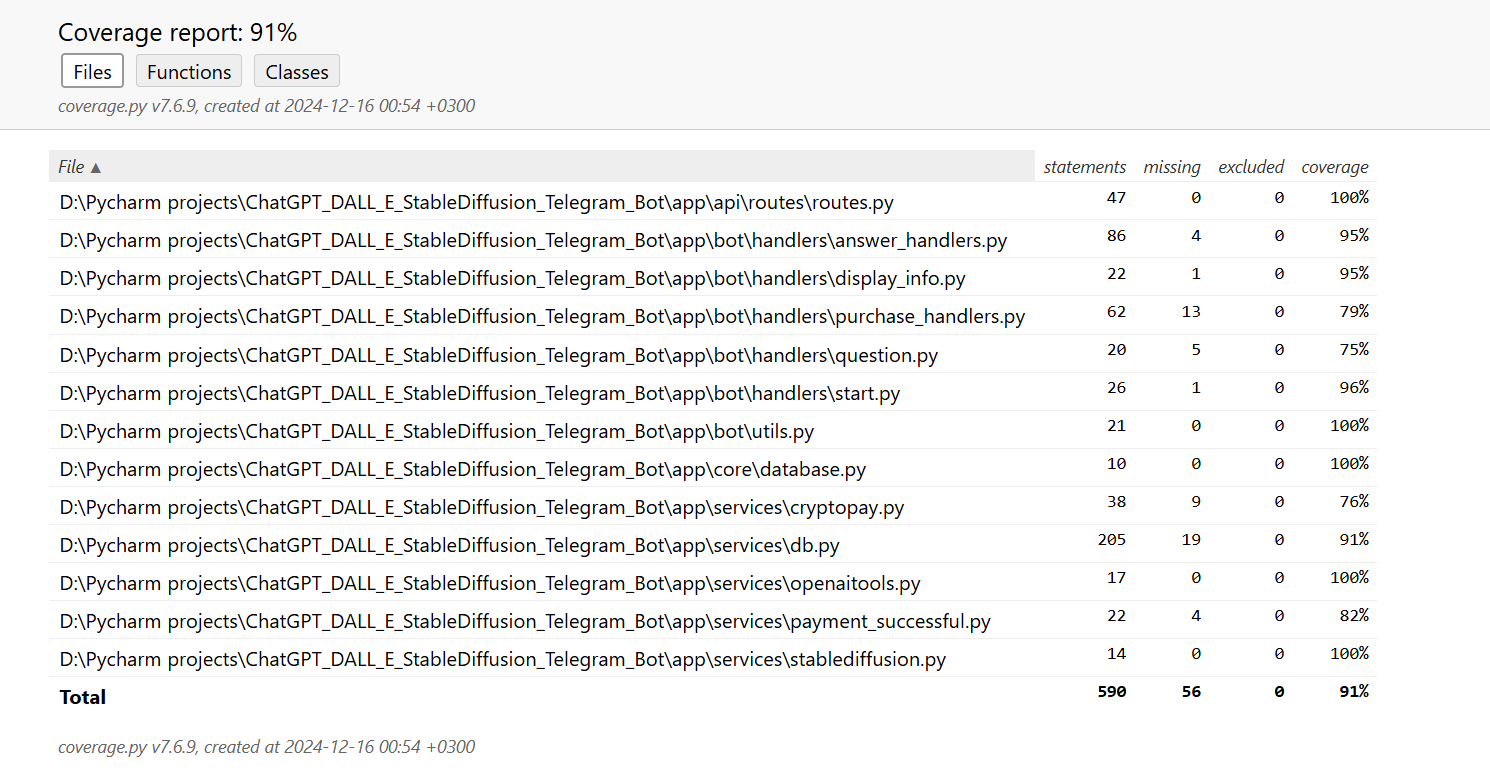 Coverage report: 91%
Files Functions Classes
coverage.py v7.6.9, created at 2024-12-16 00:54 +0300
File ▲ statements missing excluded coverage
D:\Pycharm projects\ChatGPT_DALL_E_StableDiffusion_Telegram_Bot\app\api\routes\routes.py 47 0 0 100%
D:\Pycharm projects\ChatGPT_DALL_E_StableDiffusion_Telegram_Bot\app\bot\handlers\answer_handlers.py 86 4 0 95%
D:\Pycharm projects\ChatGPT_DALL_E_StableDiffusion_Telegram_Bot\app\bot\handlers\display_info.py 22 1 0 95%
D:\Pycharm projects\ChatGPT_DALL_E_StableDiffusion_Telegram_Bot\app\bot\handlers\purchase_handlers.py 62 13 0 79%
D:\Pycharm projects\ChatGPT_DALL_E_StableDiffusion_Telegram_Bot\app\bot\handlers\question.py 20 5 0 75%
D:\Pycharm projects\ChatGPT_DALL_E_StableDiffusion_Telegram_Bot\app\bot\handlers\start.py 26 1 0 96%
D:\Pycharm projects\ChatGPT_DALL_E_StableDiffusion_Telegram_Bot\app\bot\utils.py 21 0 0 100%
D:\Pycharm projects\ChatGPT_DALL_E_StableDiffusion_Telegram_Bot\app\core\database.py 10 0 0 100%
D:\Pycharm projects\ChatGPT_DALL_E_StableDiffusion_Telegram_Bot\app\services\cryptopay.py 38 9 0 76%
D:\Pycharm projects\ChatGPT_DALL_E_StableDiffusion_Telegram_Bot\app\services\db.py 205 19 0 91%
D:\Pycharm projects\ChatGPT_DALL_E_StableDiffusion_Telegram_Bot\app\services\openaitools.py 17 0 0 100%
D:\Pycharm projects\ChatGPT_DALL_E_StableDiffusion_Telegram_Bot\app\services\payment_successful.py 22 4 0 82%
D:\Pycharm projects\ChatGPT_DALL_E_StableDiffusion_Telegram_Bot\app\services\stablediffusion.py 14 0 0 100%
Total 590 56 0 91%
coverage.py v7.6.9, created at 2024-12-16 00:54 +0300